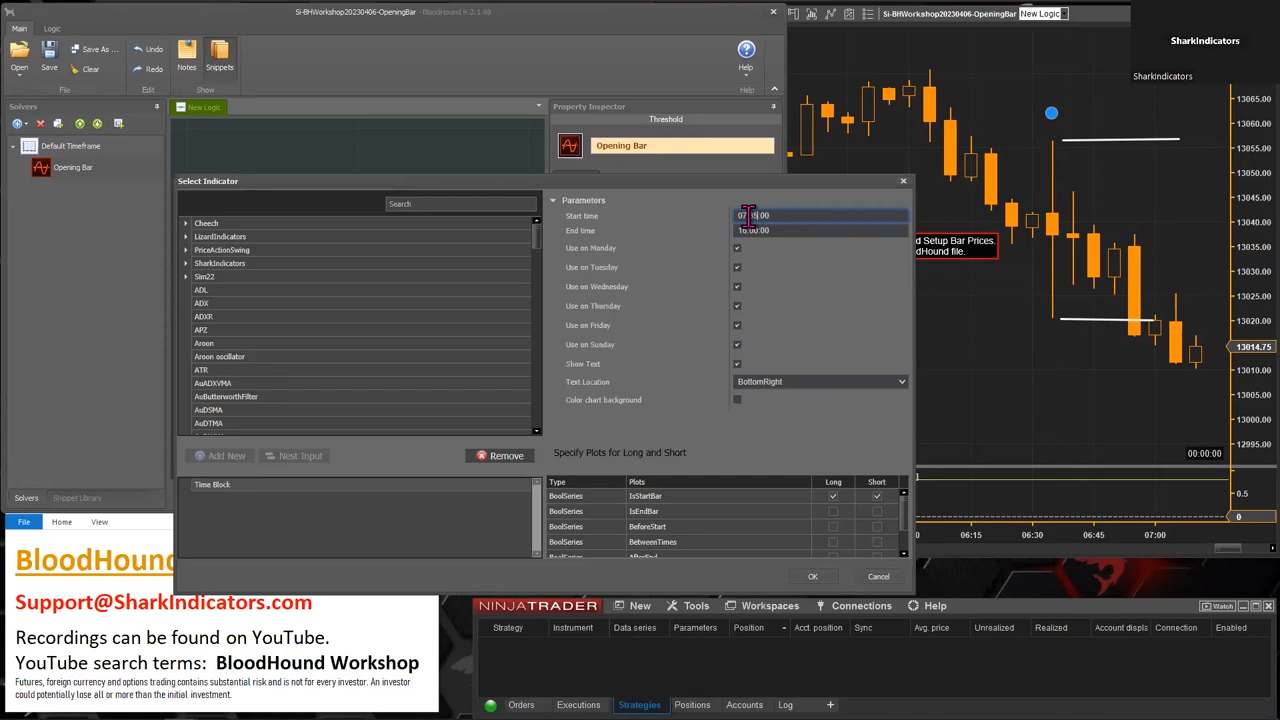 Si-BHWorkshop20230406-OpeningBar - BloodHound - 9.2.1.98
Si-BHWorkshop20230406-OpeningBar
New Logic
SharkIndicators
SharkIndicators
Main
Logic
Open
Save
Save As ...
Clear
Undo
Redo
Notes
Snippets
Help
File
Edit
Show
Help
Solvers
New Logic
Property Inspector
Threshold
Default Timeframe
Opening Bar
Opening Bar
Select Indicator
Search
Cheech
LizardIndicators
PriceActionSwing
SharkIndicators
Sim22
ADL
ADX
ADXR
APZ
Aroon
Aroon oscillator
ATR
AuADXVMA
AuButterworthFilter
AuDSMA
Parameters
Start time
07:05:00
End time
16:00:00
Use on Monday
Use on Tuesday
Use on Wednesday
Use on Thursday
Use on Friday
Use on Sunday
Show Text
Text Location
BottomRight
Color chart background
Add New
Nest Input
Remove
Specify Plots for Long and Short
Time Block
Type
Plots
Long
Short
BoolSeries
IsStartBar
BoolSeries
IsEndBar
BoolSeries
BeforeStart
BoolSeries
BetweenTimes
BoolSeries
AfterEnd
OK
Cancel
Solvers
Snippet Library
d Setup Bar Prices.
dHound file.
13065.00
13060.00
13055.00
13050.00
13045.00
13040.00
13035.00
13030.00
13025.00
13020.00
13014.75
13010.00
13005.00
13000.00
12995.00
00:00:00
1
0.5
0
06:15
06:30
06:45
07:00
File
Home
View
BloodHound
Support@SharkIndicators.com
Recordings can be found on YouTube.
YouTube search terms: BloodHound Workshop
Futures, foreign currency and options trading contains substantial risk and is not for every investor. An investor
could potentially lose all or more than the initial investment.
NINJATRADER
New
Tools
Workspaces
Connections
Help
Watch
Strategy
Instrument
Data series
Parameters
Position
Acct. position
Sync
Avg. price
Unrealized
Realized
Account displa
Connection
Enabled
Orders
Executions
Strategies
Positions
Accounts
Log